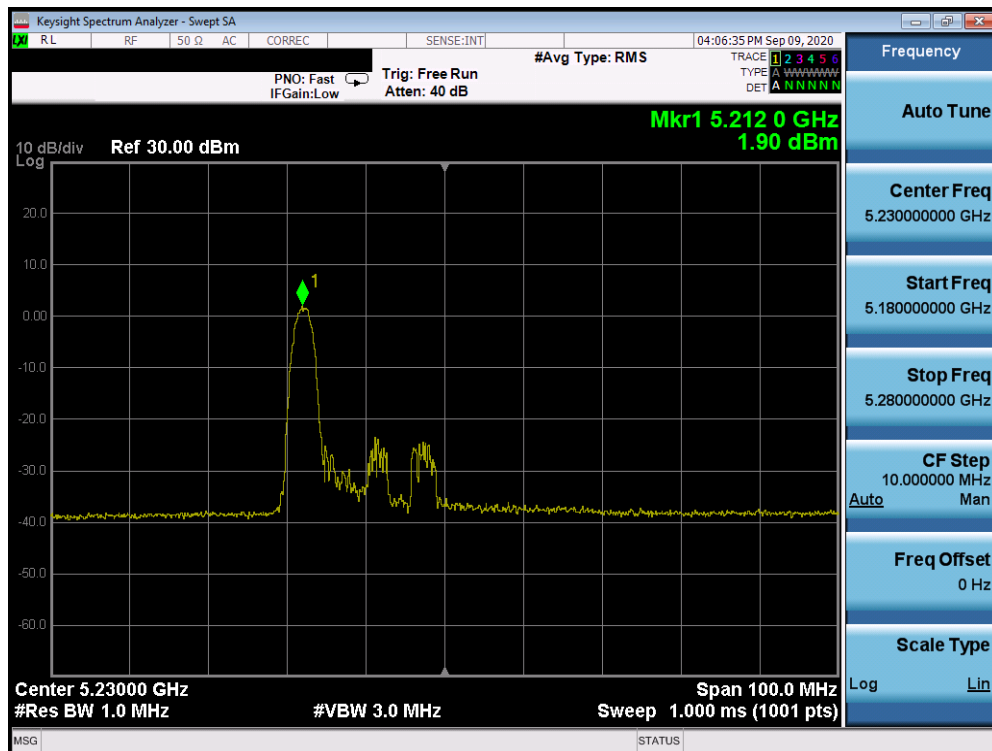 Keysight Spectrum Analyzer - Swept SA
LXI RL RF 50 Ω AC CORREC SENSE:INT 04:06:35 PM Sep 09, 2020
#Avg Type: RMS
TRACE 1 2 3 4 5 6
TYPE A WWWWW
DET A N N N N N
PNO: Fast
IFGain:Low
Trig: Free Run
Atten: 40 dB
Mkr1 5.212 0 GHz
1.90 dBm
10 dB/div
Log
Ref 30.00 dBm
1
20.0
10.0
0.00
-10.0
-20.0
-30.0
-40.0
-50.0
-60.0
Center 5.23000 GHz
Span 100.0 MHz
#Res BW 1.0 MHz
#VBW 3.0 MHz
Sweep 1.000 ms (1001 pts)
MSG
STATUS
Frequency
Auto Tune
Center Freq
5.230000000 GHz
Start Freq
5.180000000 GHz
Stop Freq
5.280000000 GHz
CF Step
10.000000 MHz
Auto Man
Freq Offset
0 Hz
Scale Type
Log Lin